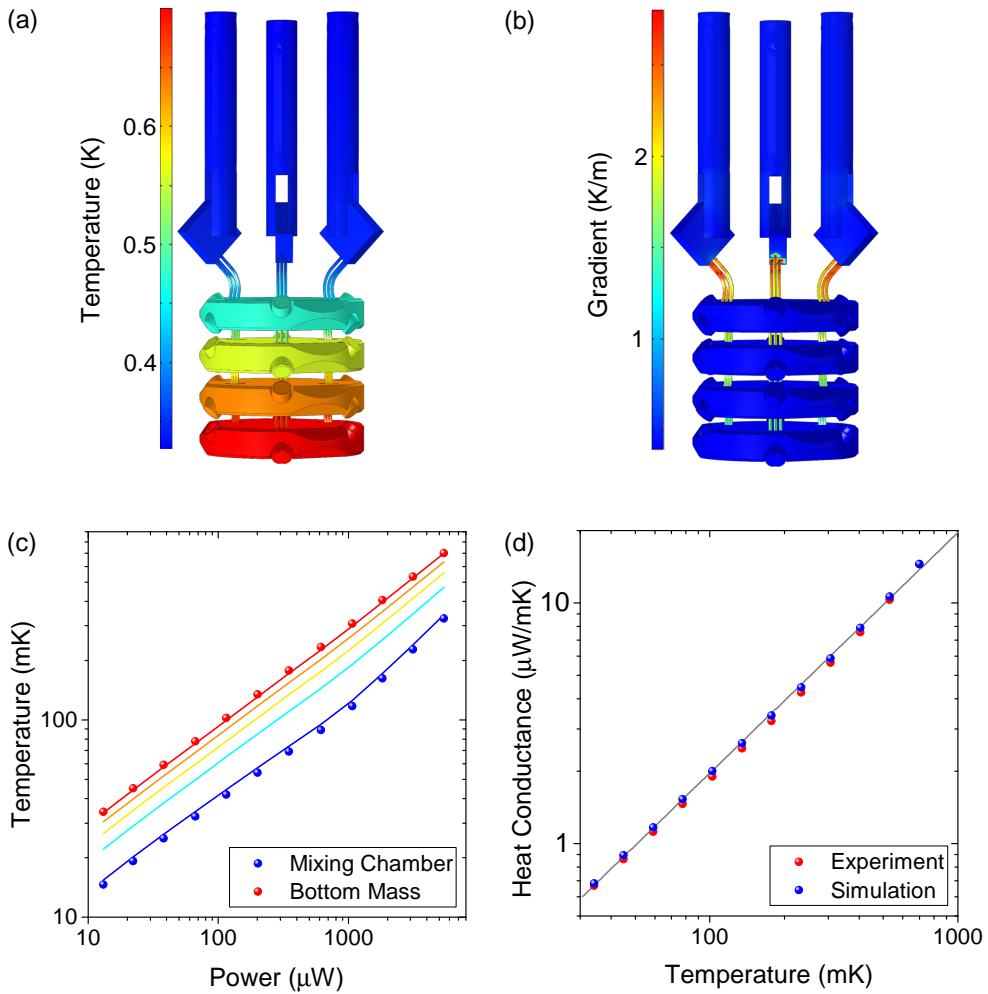 (a)
Temperature (K)
0.6
0.5
0.4
(b)
Gradient (K/m)
2
1
(c)
Temperature (mK)
100
10
10
100
1000
Power (μW)
Mixing Chamber
Bottom Mass
(d)
Heat Conductance (μW/mK)
10
1
100
1000
Temperature (mK)
Experiment
Simulation